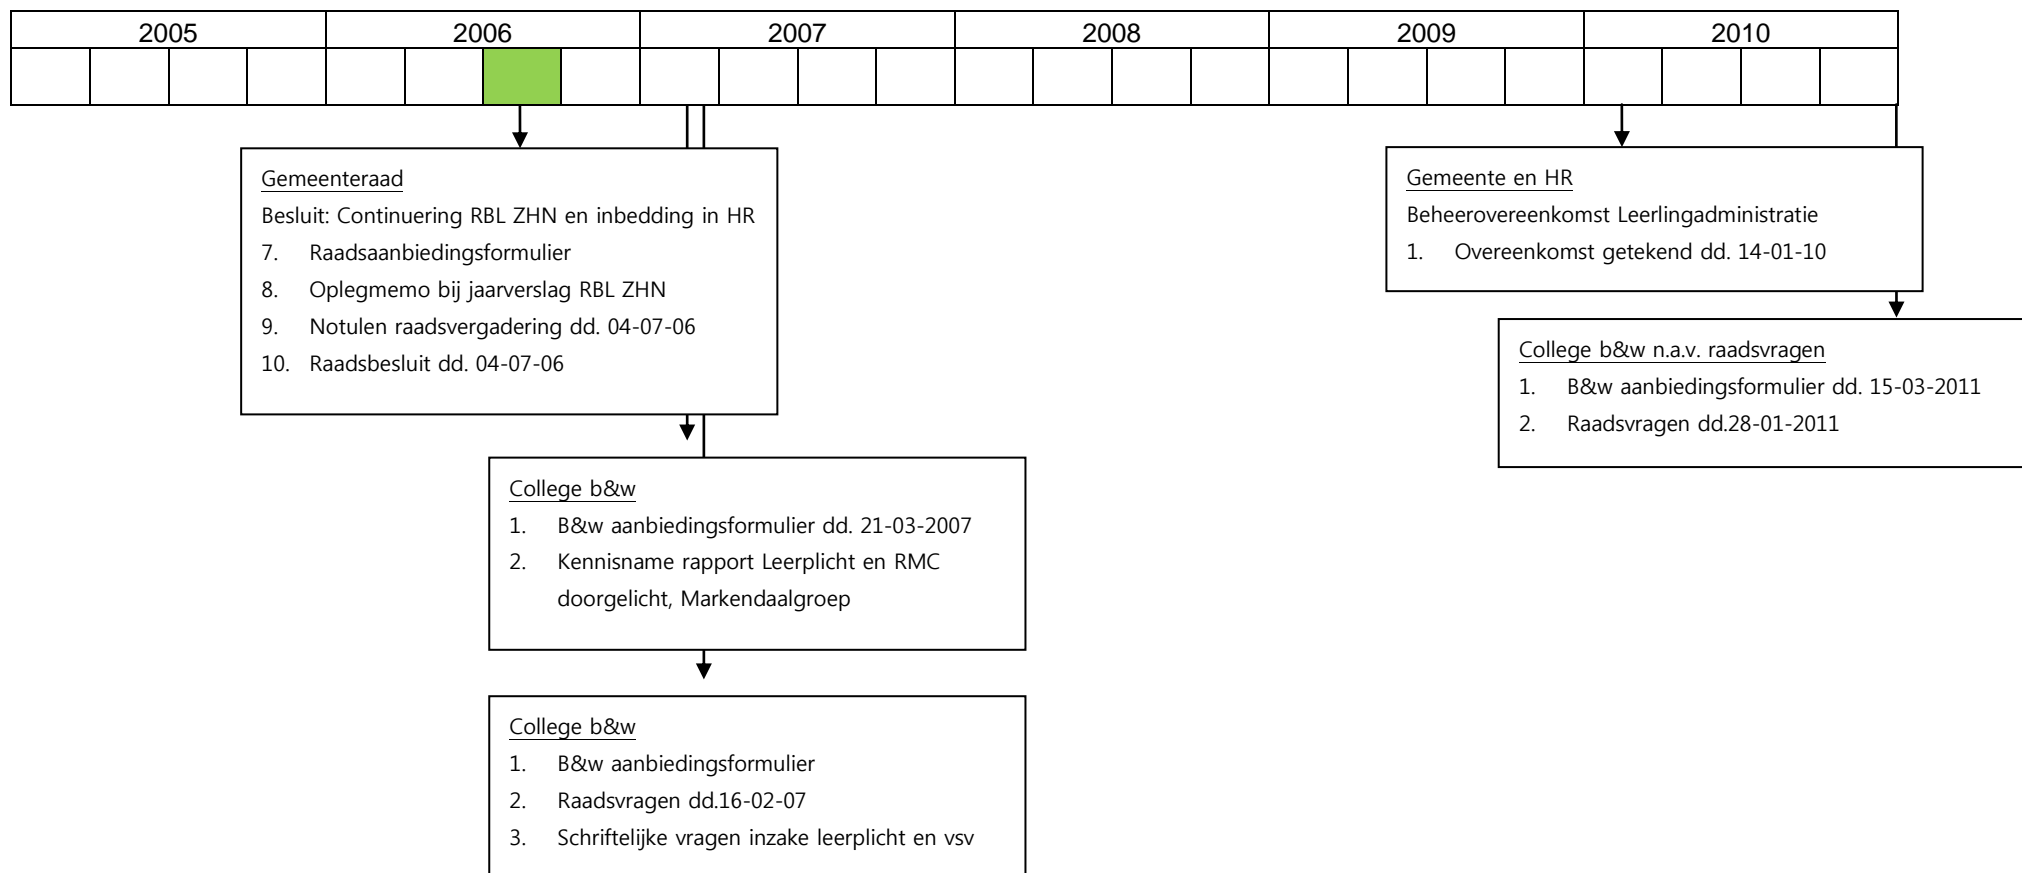 2005 2006 2007 2008 2009 2010
Gemeenteraad
Besluit: Continuering RBL ZHN en inbedding in HR
7. Raadsaanbiedingsformulier
8. Oplegmemo bij jaarverslag RBL ZHN
9. Notulen raadsvergadering dd. 04-07-06
10. Raadsbesluit dd. 04-07-06
Gemeente en HR
Beheerovereenkomst Leerlingadministratie
1. Overeenkomst getekend dd. 14-01-10
College b&w n.a.v. raadsvragen
1. B&w aanbiedingsformulier dd. 15-03-2011
2. Raadsvragen dd.28-01-2011
College b&w
1. B&w aanbiedingsformulier dd. 21-03-2007
2. Kennisname rapport Leerplicht en RMC
doorgelicht, Markendaalgroep
College b&w
1. B&w aanbiedingsformulier
2. Raadsvragen dd.16-02-07
3. Schriftelijke vragen inzake leerplicht en vsv